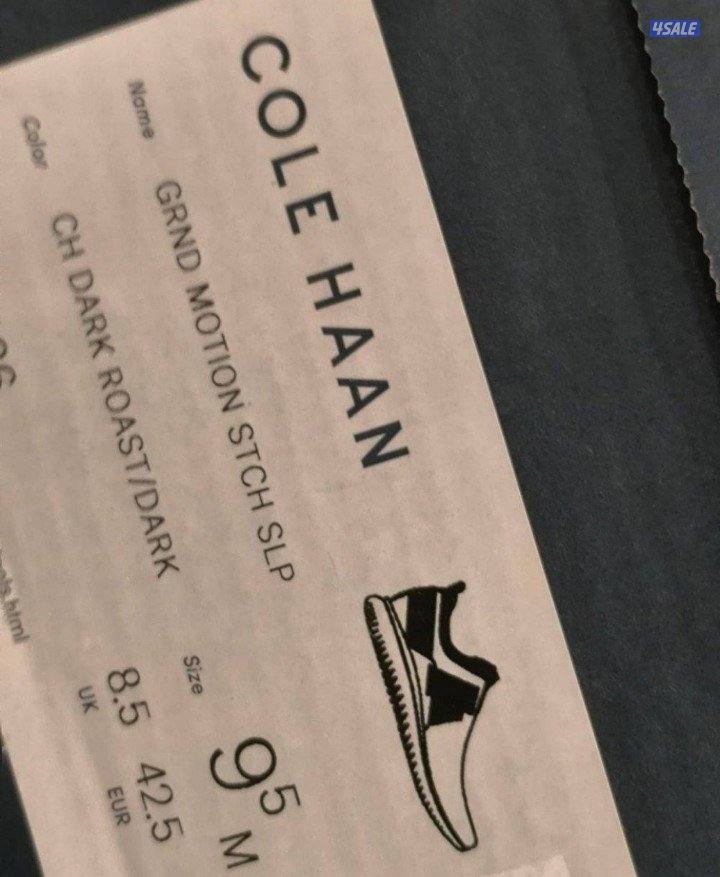 4SALE
COLE HAAN
Name
GRND MOTION STCH SLP
Color
CH DARK ROAST/DARK
Size
9 5 M
8.5 42.5
UK EUR